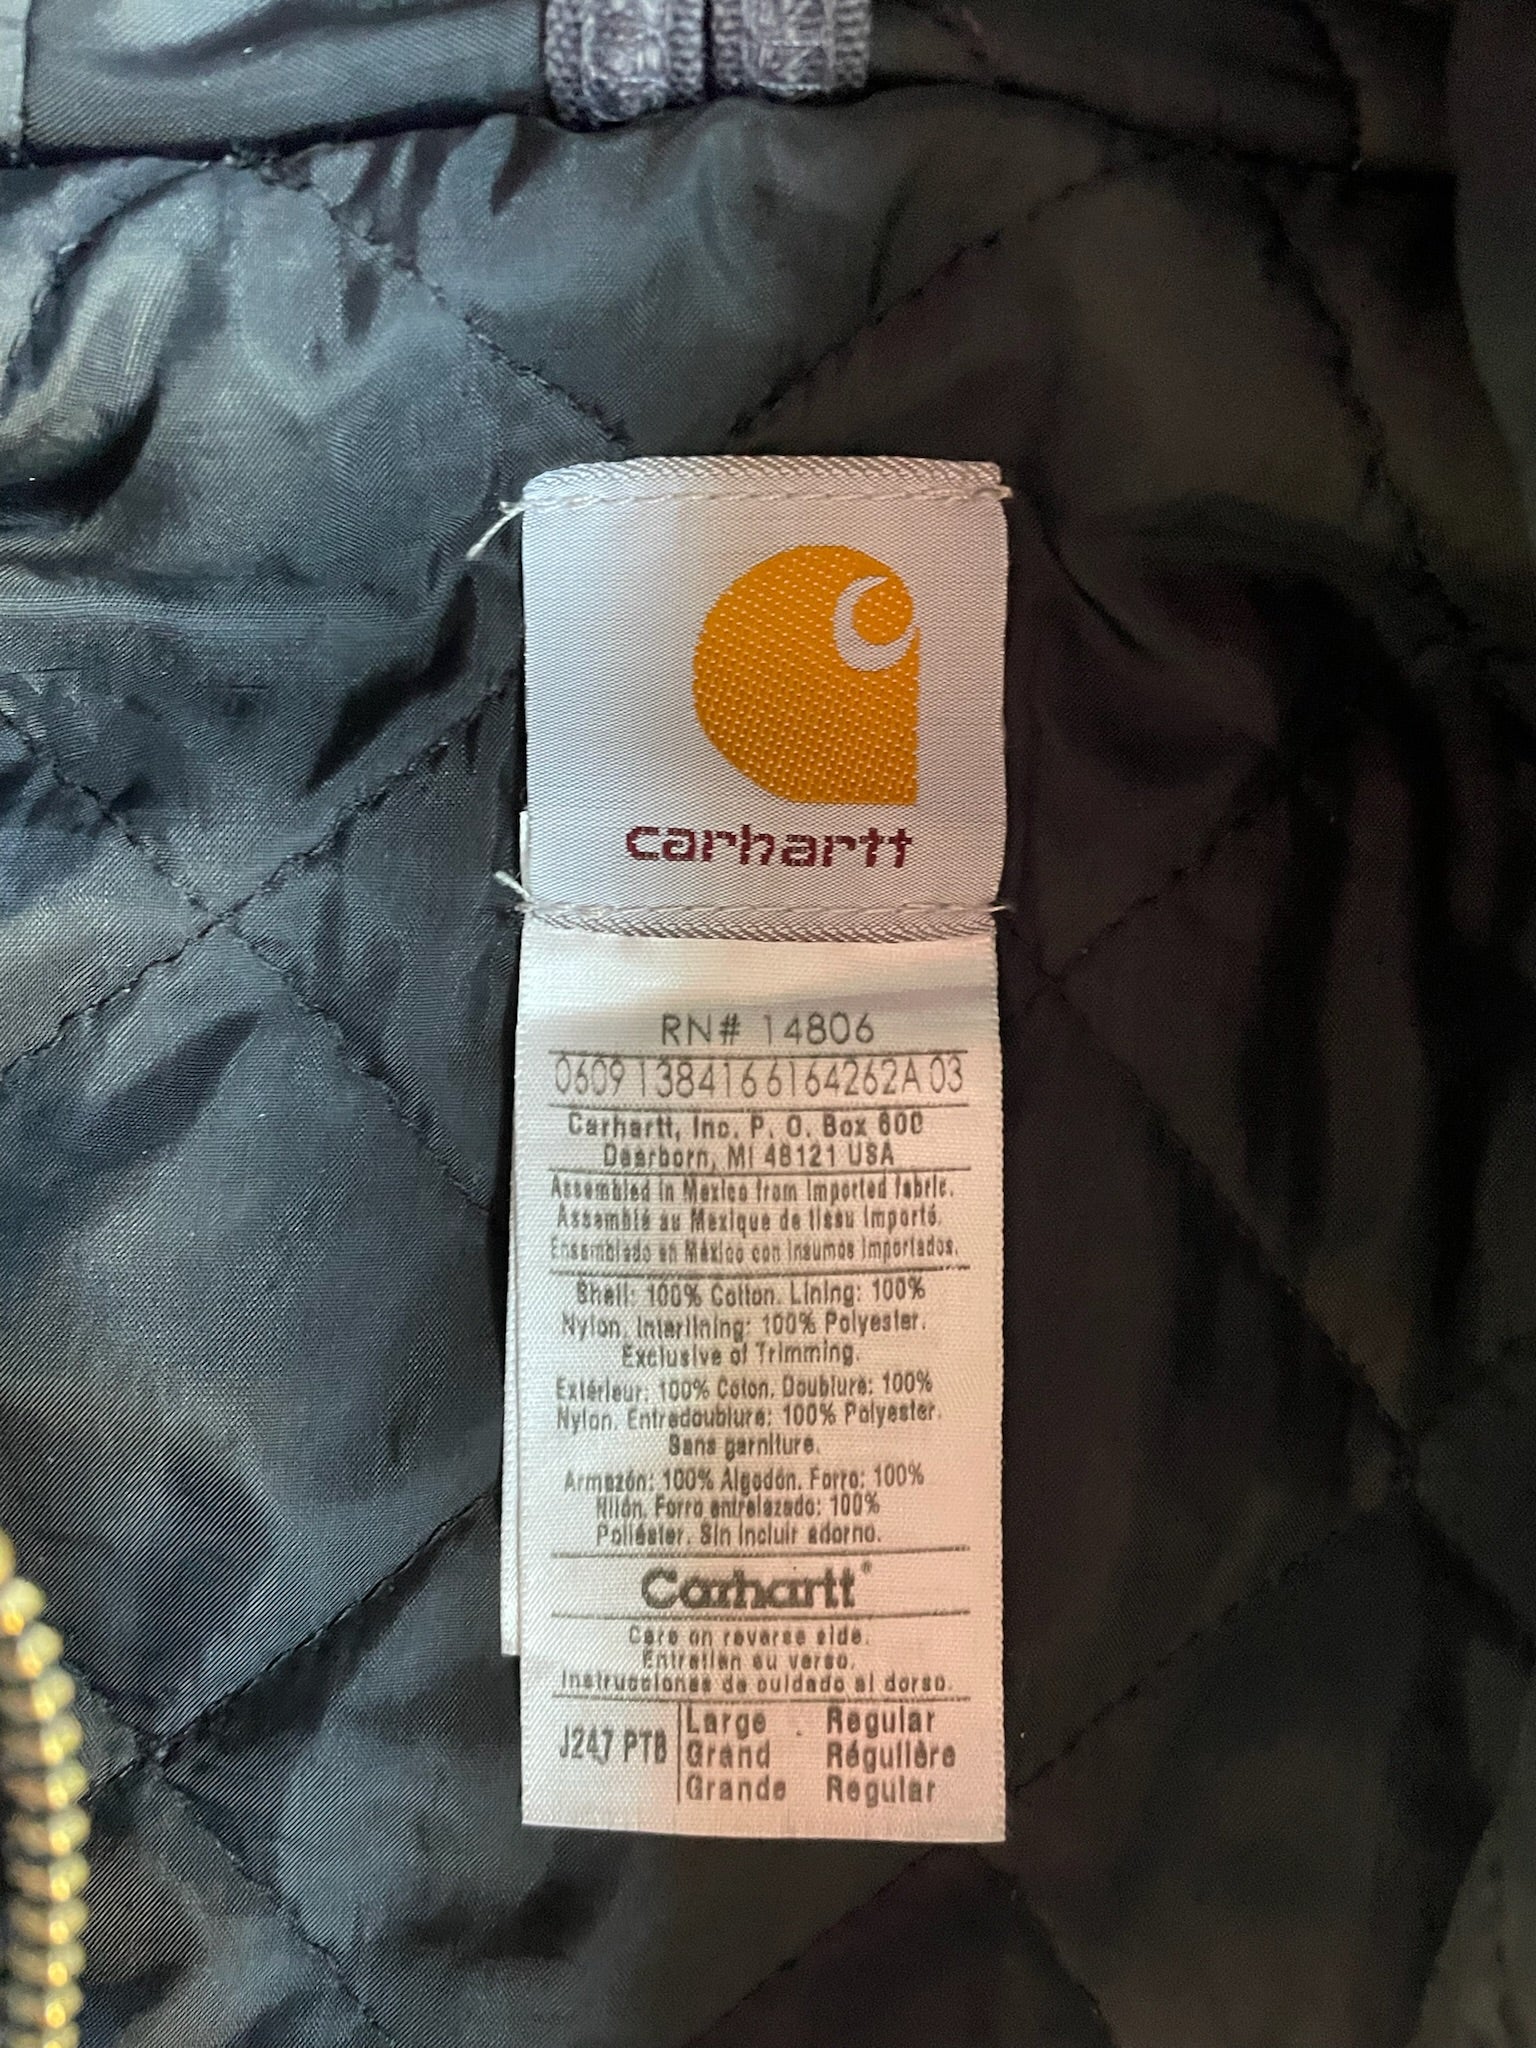 carhartt
RN# 14806
0609 1384166164262A 03
Carhartt, Inc. P. O. Box 600
Dearborn, MI 48121 USA
Assembled in Mexico from imported fabric.
Assemblé au Mexique de tissu importé.
Ensamblado en México con insumos importados.
Shell: 100% Cotton. Lining: 100%
Nylon. Interlining: 100% Polyester.
Exclusive of Trimming.
Extérieur: 100% Coton. Doublure: 100%
Nylon. Entredoublure: 100% Polyester.
Sans garniture.
Armazón: 100% Algodón. Forro: 100%
Nilón. Forro entrelazado: 100%
Poliéster. Sin incluir adorno.
Carhartt®
Care on reverse side.
Entretien au verso.
Instrucciones de cuidado al dorso.
J247 PTB
Large Regular
Grand Régulière
Grande Regular